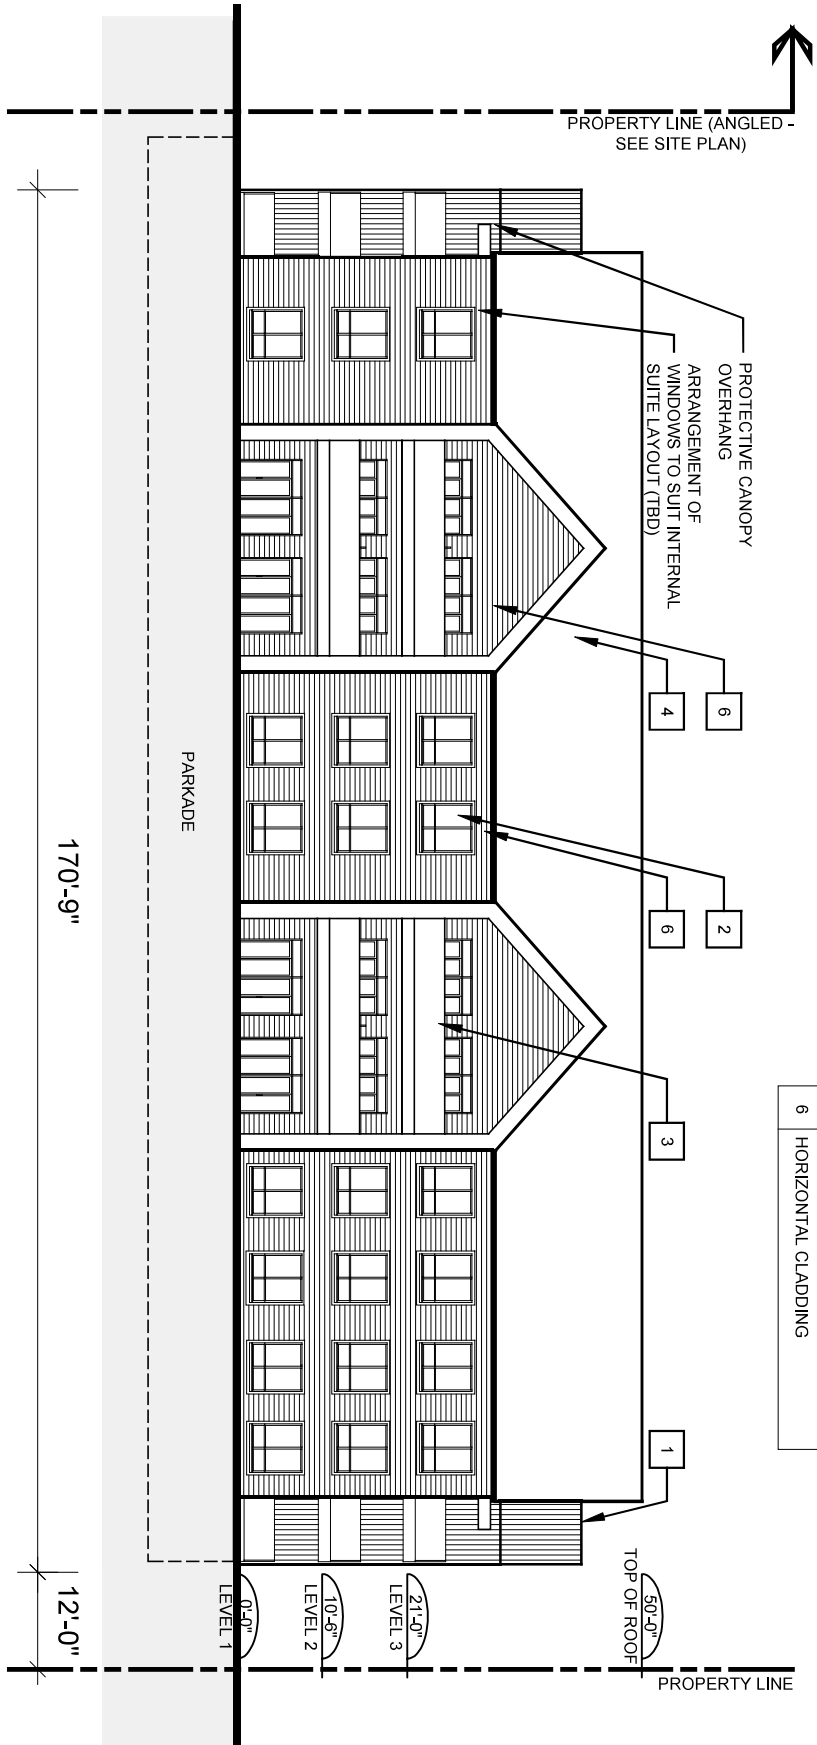 PROPERTY LINE (ANGLED -
SEE SITE PLAN)
PROTECTIVE CANOPY
OVERHANG
ARRANGEMENT OF
WINDOWS TO SUIT INTERNAL
SUITE LAYOUT (TBD)
6
4
2
6
3
1
6 HORIZONTAL CLADDING
PARKADE
170'-9"
12'-0"
50'-0"
TOP OF ROOF
21'-0"
LEVEL 3
10'-6"
LEVEL 2
0'-0"
LEVEL 1
PROPERTY LINE